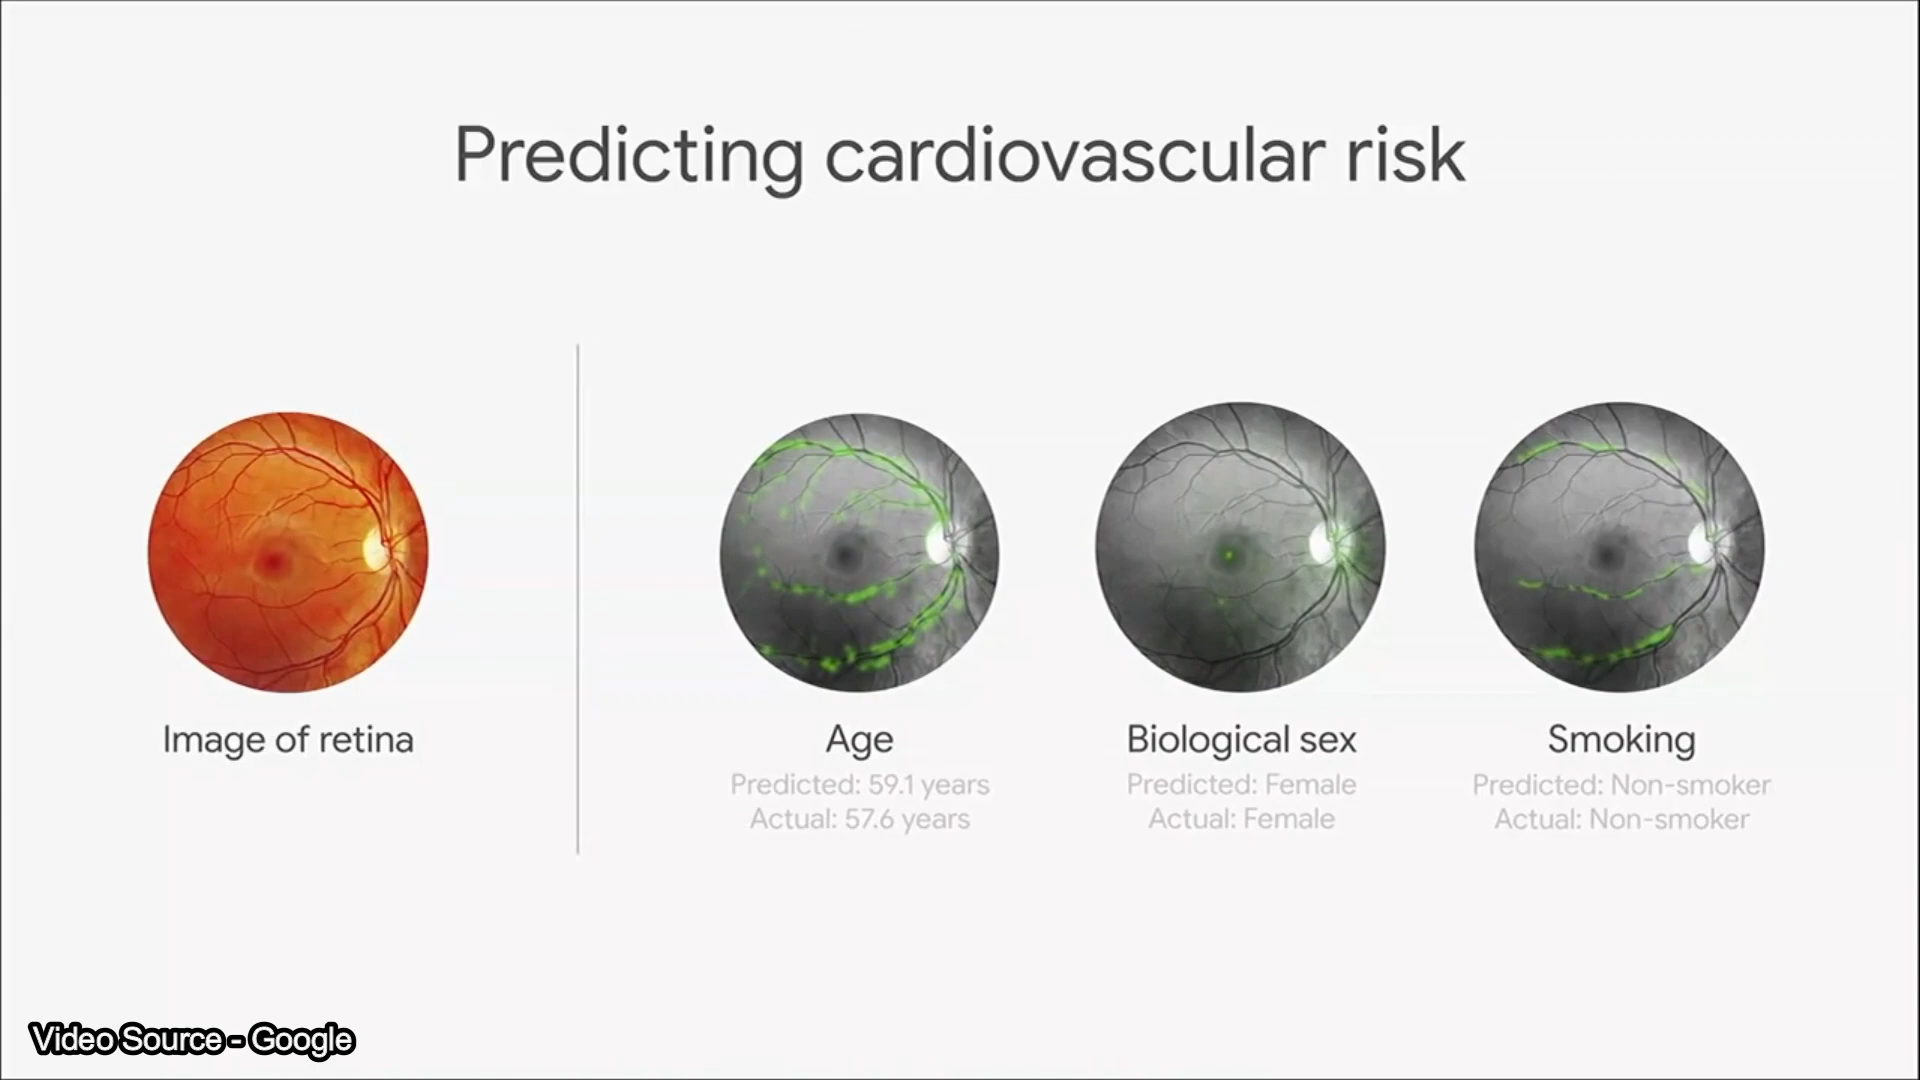 Predicting cardiovascular risk
Image of retina
Age
Predicted: 59.1 years
Actual: 57.6 years
Biological sex
Predicted: Female
Actual: Female
Smoking
Predicted: Non-smoker
Actual: Non-smoker
Video Source - Google